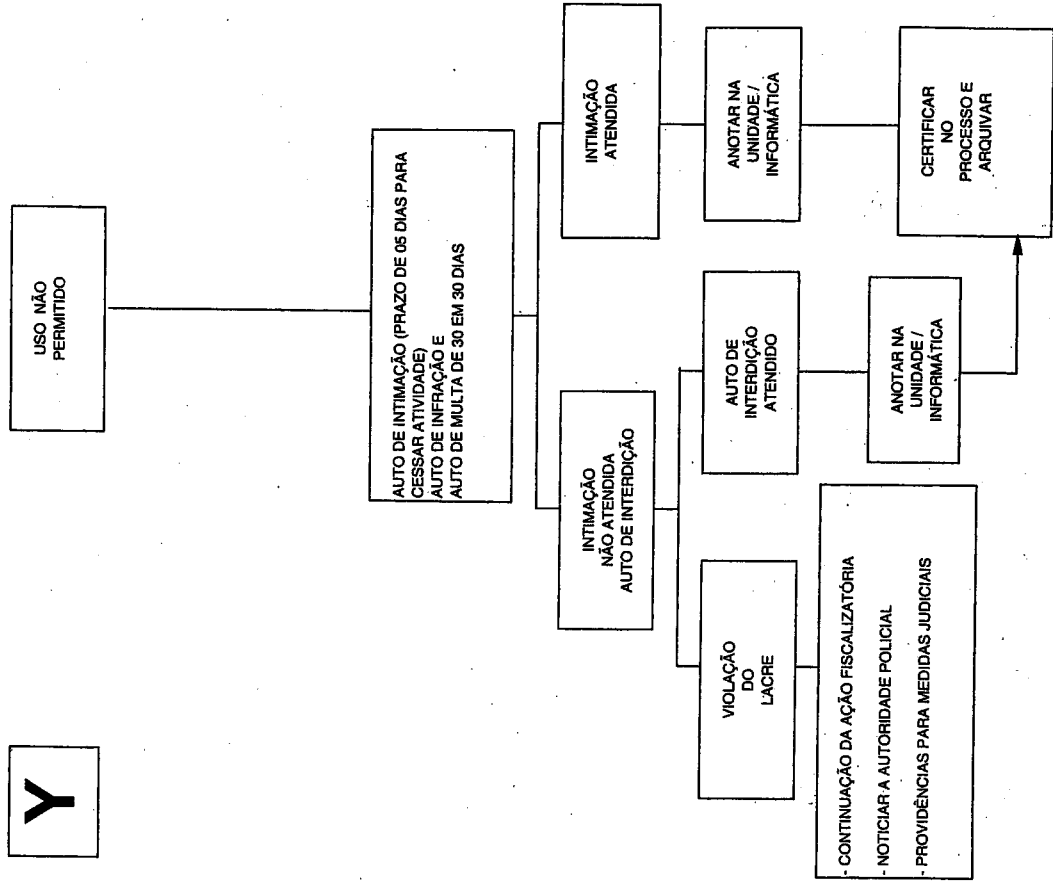 Y
USO NÃO
PERMITIDO
AUTO DE INTIMAÇÃO (PRAZO DE 05 DIAS PARA
CESSAR ATIVIDADE)
AUTO DE INFRAÇÃO E
AUTO DE MULTA DE 30 EM 30 DIAS
INTIMAÇÃO
NÃO ATENDIDA
AUTO DE INTERDIÇÃO
INTIMAÇÃO
ATENDIDA
VIOLAÇÃO
DO
LACRE
AUTO DE
INTERDIÇÃO
ATENDIDO
ANOTAR NA
UNIDADE /
INFORMÁTICA
- CONTINUAÇÃO DA AÇÃO FISCALIZATÓRIA
- NOTICIAR A AUTORIDADE POLICIAL
- PROVIDÊNCIAS PARA MEDIDAS JUDICIAIS
ANOTAR NA
UNIDADE /
INFORMÁTICA
CERTIFICAR
NO
PROCESSO E
ARQUIVAR